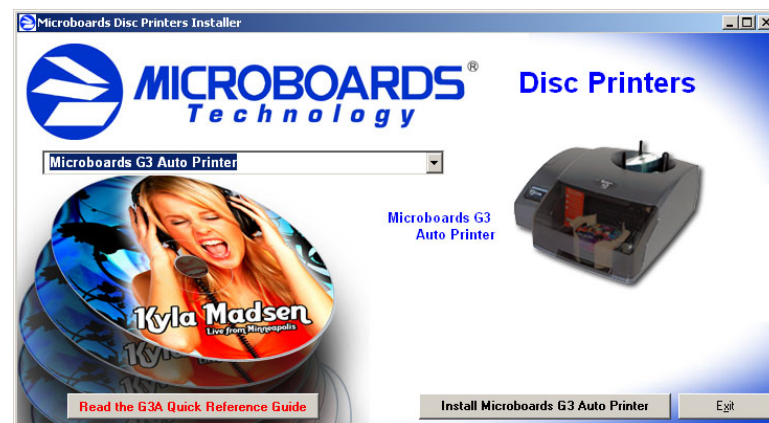 Microboards Disc Printers Installer
MICROBOARDS®
Technology
Disc Printers
Microboards G3 Auto Printer
Microboards G3
Auto Printer
Kyla Madsen
Live from Minneapolis
Read the G3A Quick Reference Guide
Install Microboards G3 Auto Printer
Exit